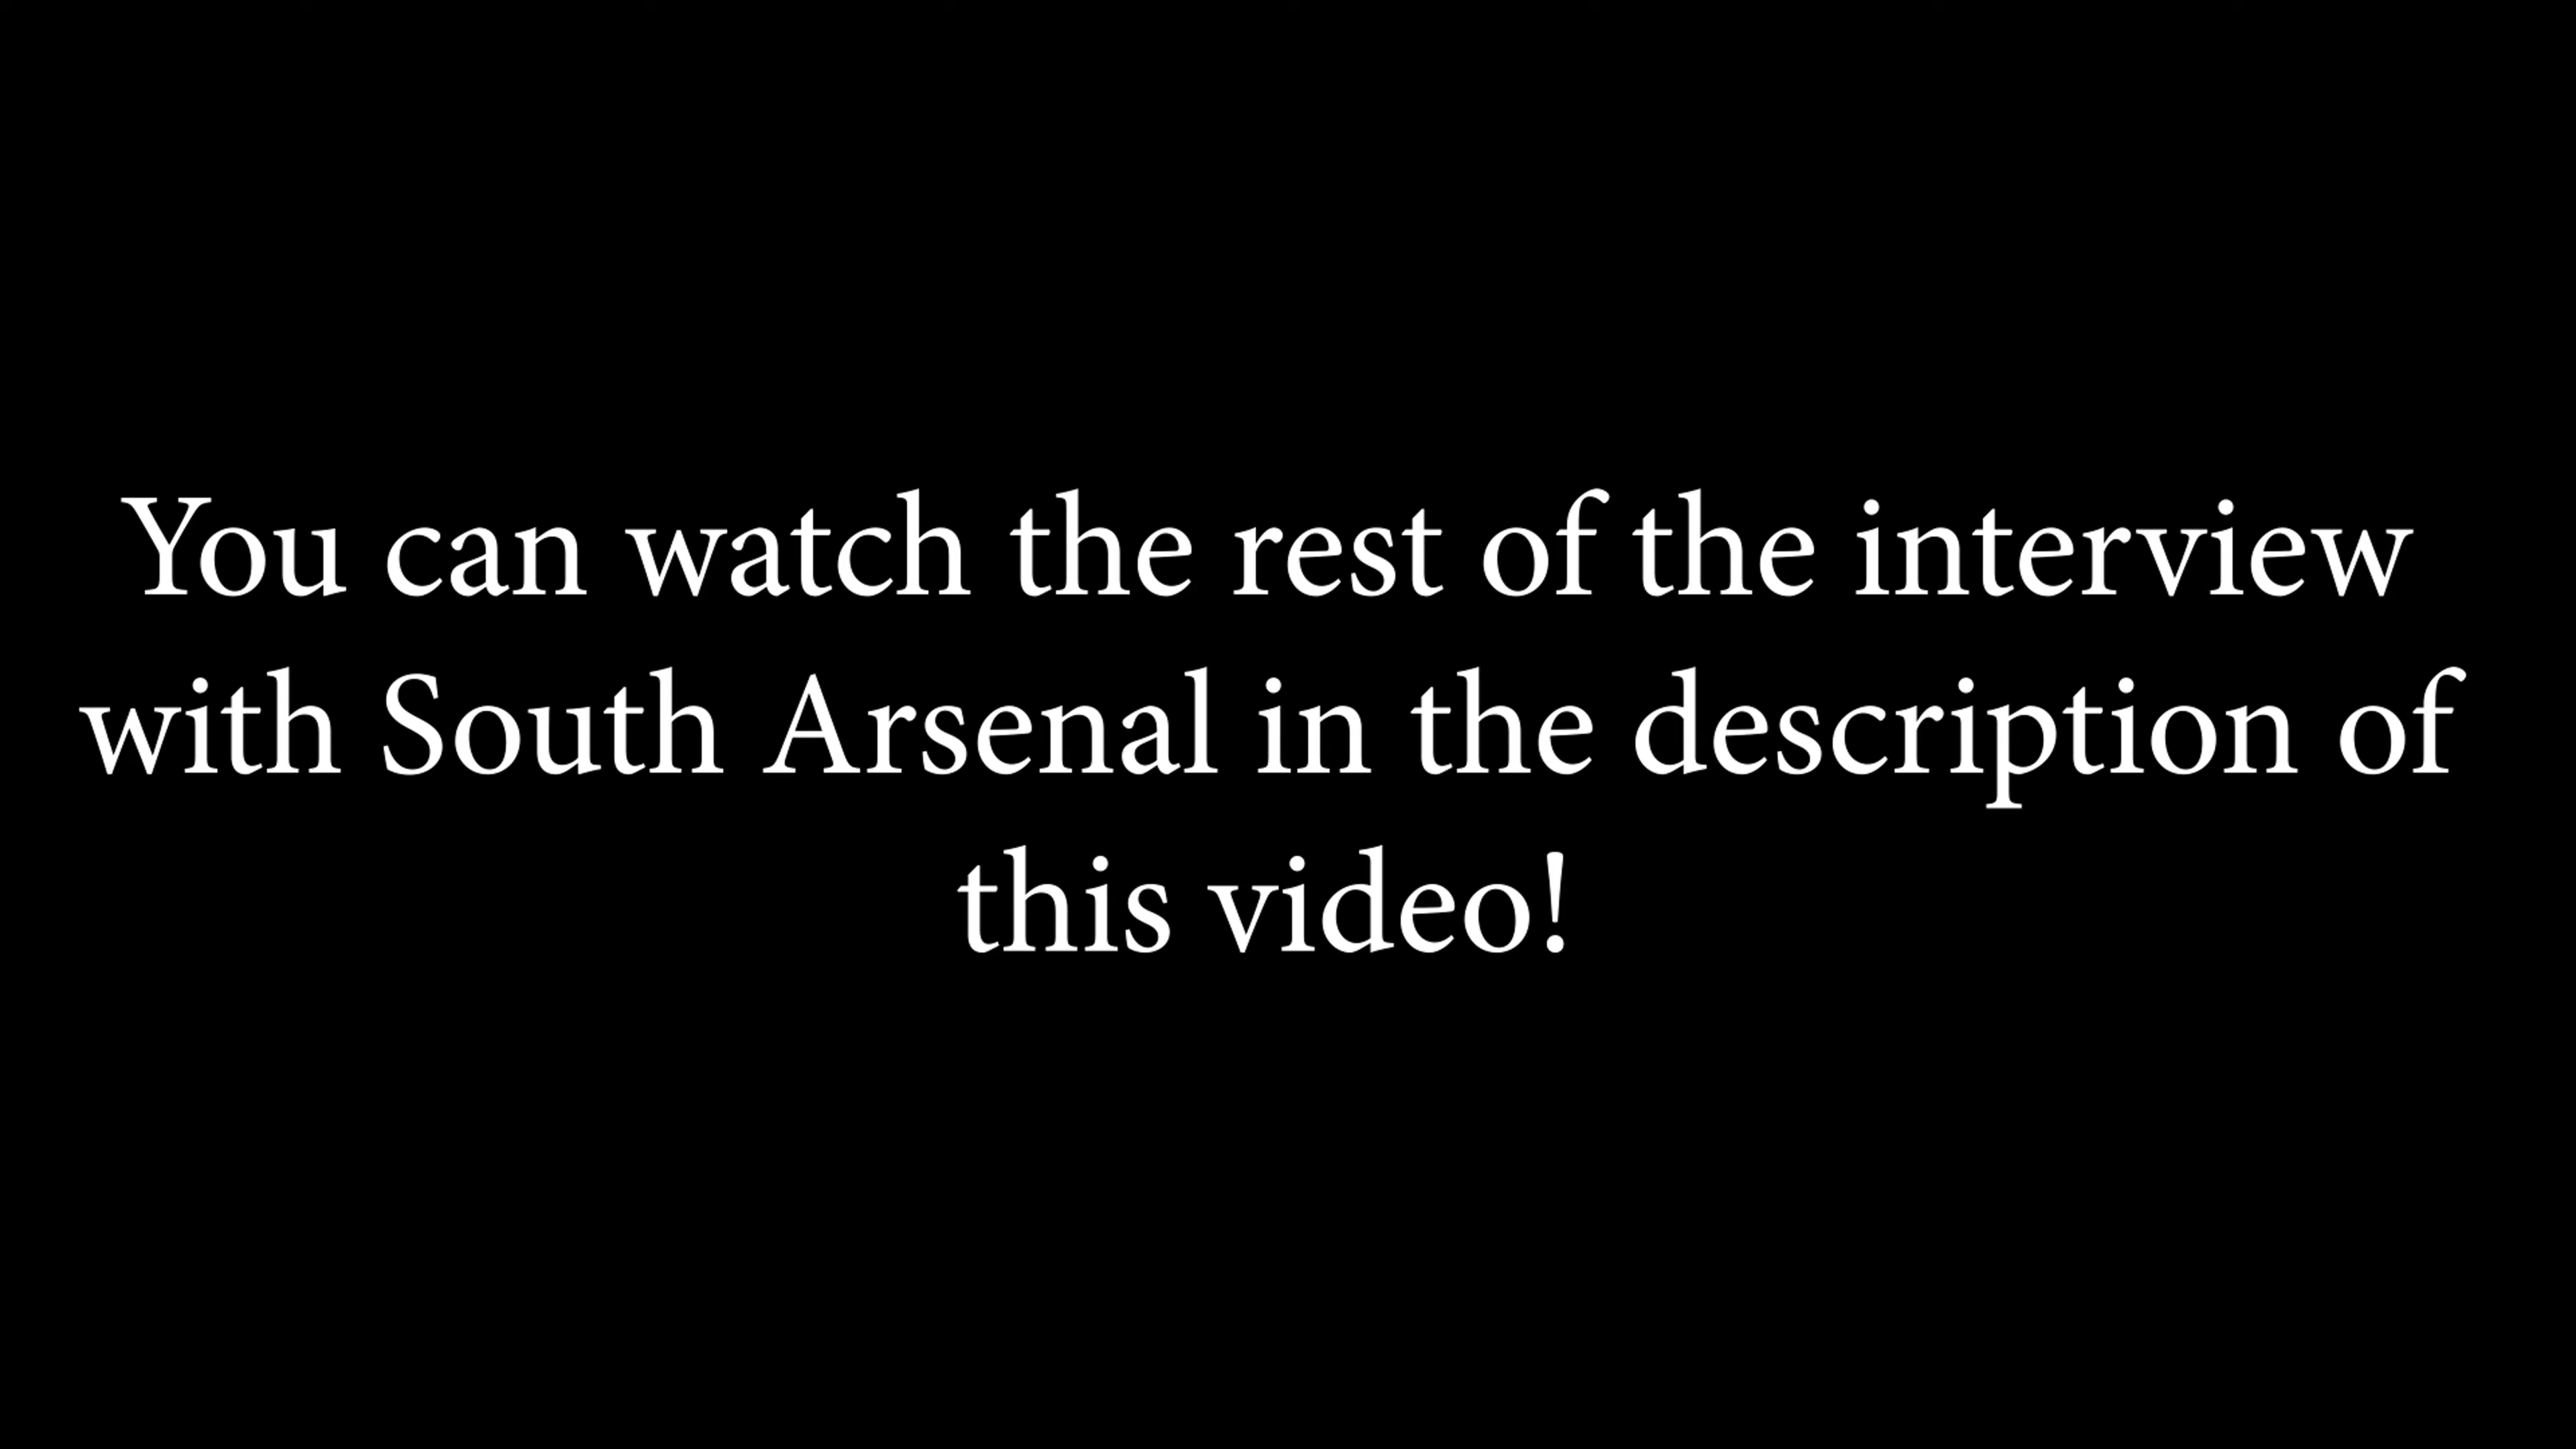 You can watch the rest of the interview
with South Arsenal in the description of
this video!